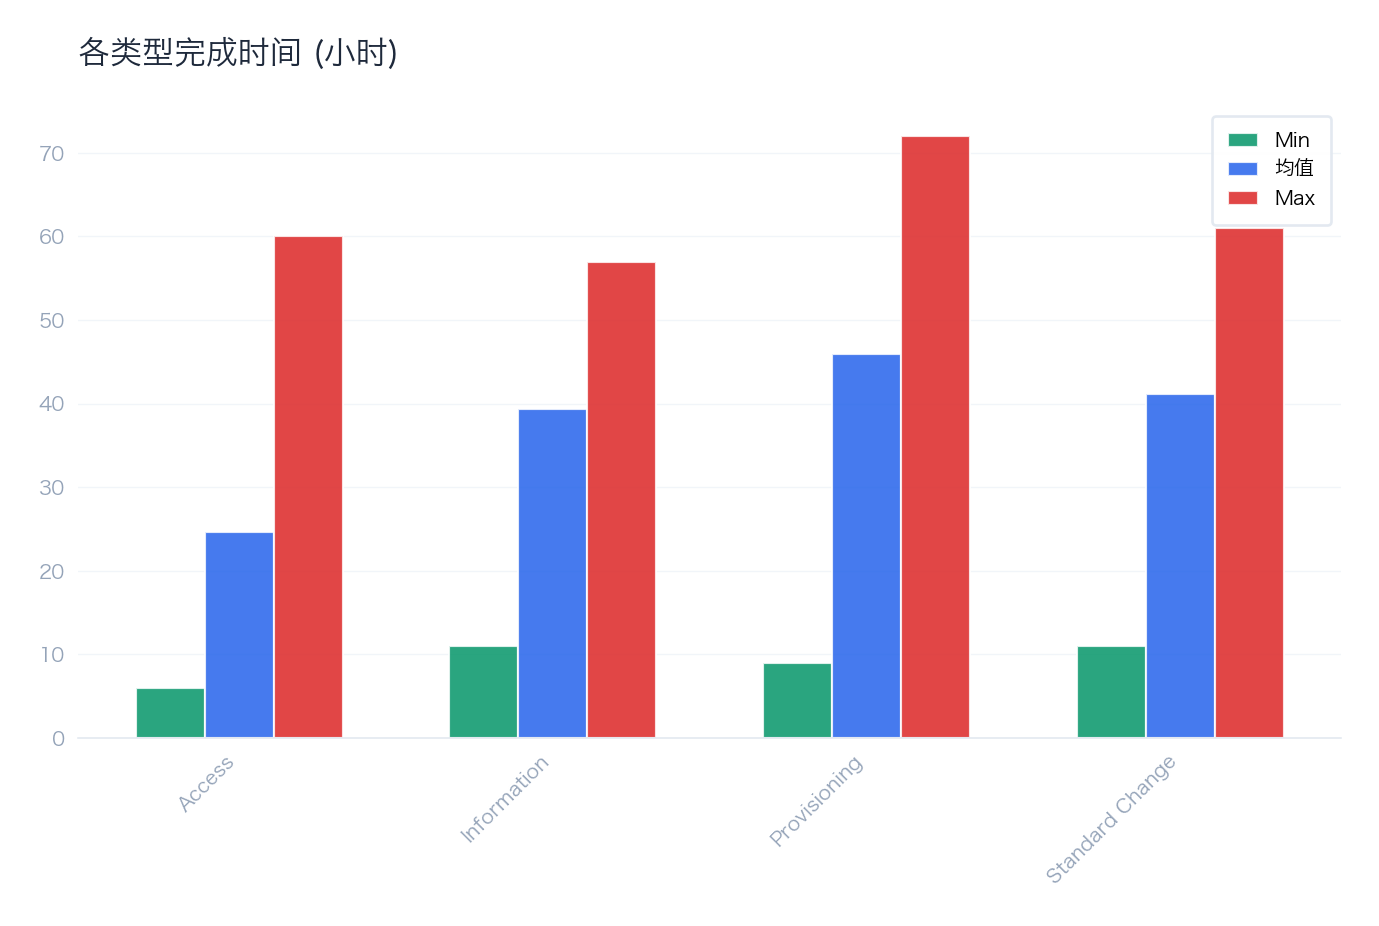 各类型完成时间 (小时)
Min
均值
Max
70
60
50
40
30
20
10
0
Access
Information
Provisioning
Standard Change